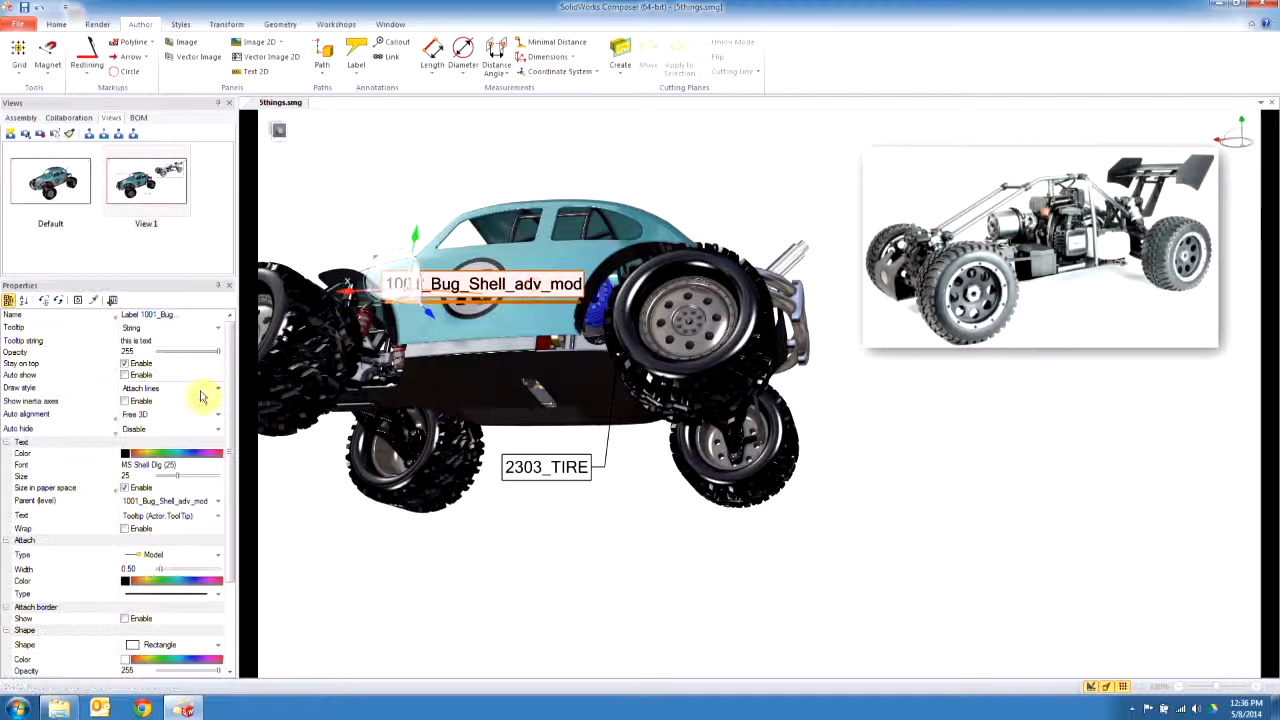 SolidWorks Composer (64-bit) - [5things.smg]
File Home Render Author Styles Transform Geometry Workshops Window
Polyline Image Image 2D Callout Minimal Distance Union Mode
Arrow Vector Image Vector Image 2D Link Dimensions Flip
Grid Magnet Redlining Circle Text 2D Path Label Length Diameter Distance Angle Coordinate System Create Move Apply to Selection Cutting line
Tools Markups Panels Paths Annotations Measurements Cutting Planes
Views 5things.smg
Assembly Collaboration Views BOM
Default View 1
Properties
Name Label 1001_Bug...
Tooltip String
Tooltip string this is text
Opacity 255
Stay on top Enable
Auto show Enable
Draw style Attach lines
Show inertia axes Enable
Auto alignment Free 3D
Auto hide Disable
Text
Color
Font MS Shell Dlg (25)
Size 25
Size in paper space Enable
Parent (level) 1001_Bug_Shell_adv_mod
Text Tooltip (Actor.ToolTip)
Wrap Enable
Attach
Type Model
Width 0.50
Color
Type
Attach border
Show Enable
Shape
Shape Rectangle
Color
Opacity 255
1001_Bug_Shell_adv_mod
2303_TIRE
100%
12:36 PM
5/8/2014